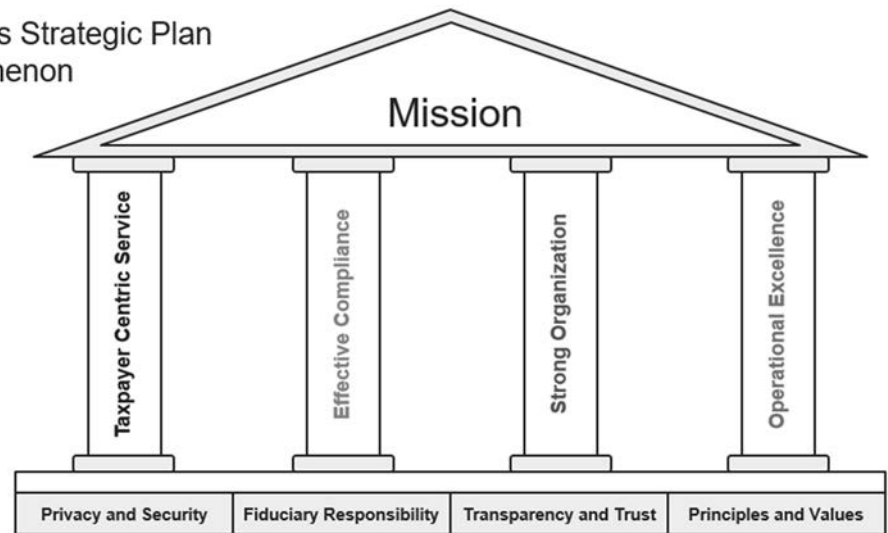 s Strategic Plan
nenon
Mission
Taxpayer Centric Service
Effective Compliance
Strong Organization
Operational Excellence
Privacy and Security
Fiduciary Responsibility
Transparency and Trust
Principles and Values